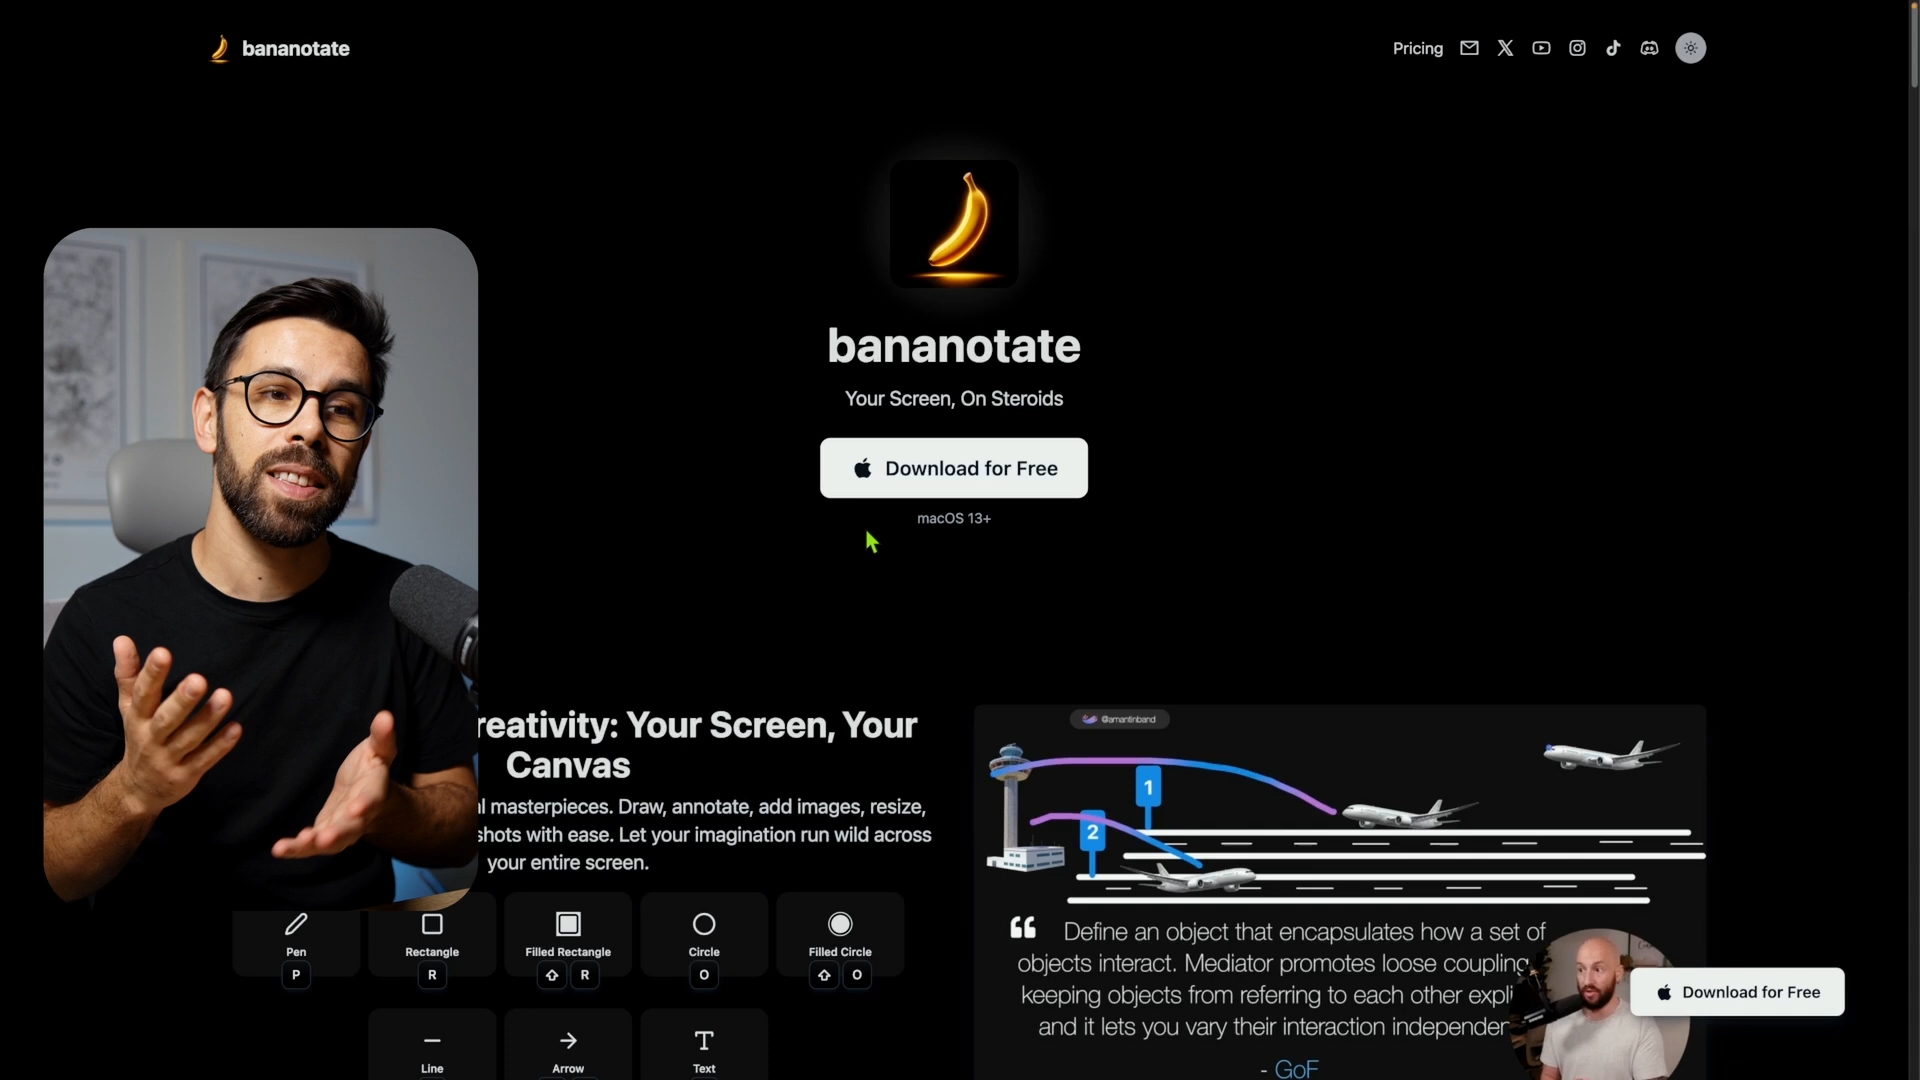 bananotate
Pricing
bananotate
Your Screen, On Steroids
Download for Free
macOS 13+
reativity: Your Screen, Your
Canvas
masterpieces. Draw, annotate, add images, resize,
shots with ease. Let your imagination run wild across
your entire screen.
Pen
P
Rectangle
R
Filled Rectangle
R
Circle
O
Filled Circle
O
Line
Arrow
Text
@amantinband
1
2
“ Define an object that encapsulates how a set of
objects interact. Mediator promotes loose coupling
keeping objects from referring to each other expli
and it lets you vary their interaction independen
- GoF
Download for Free